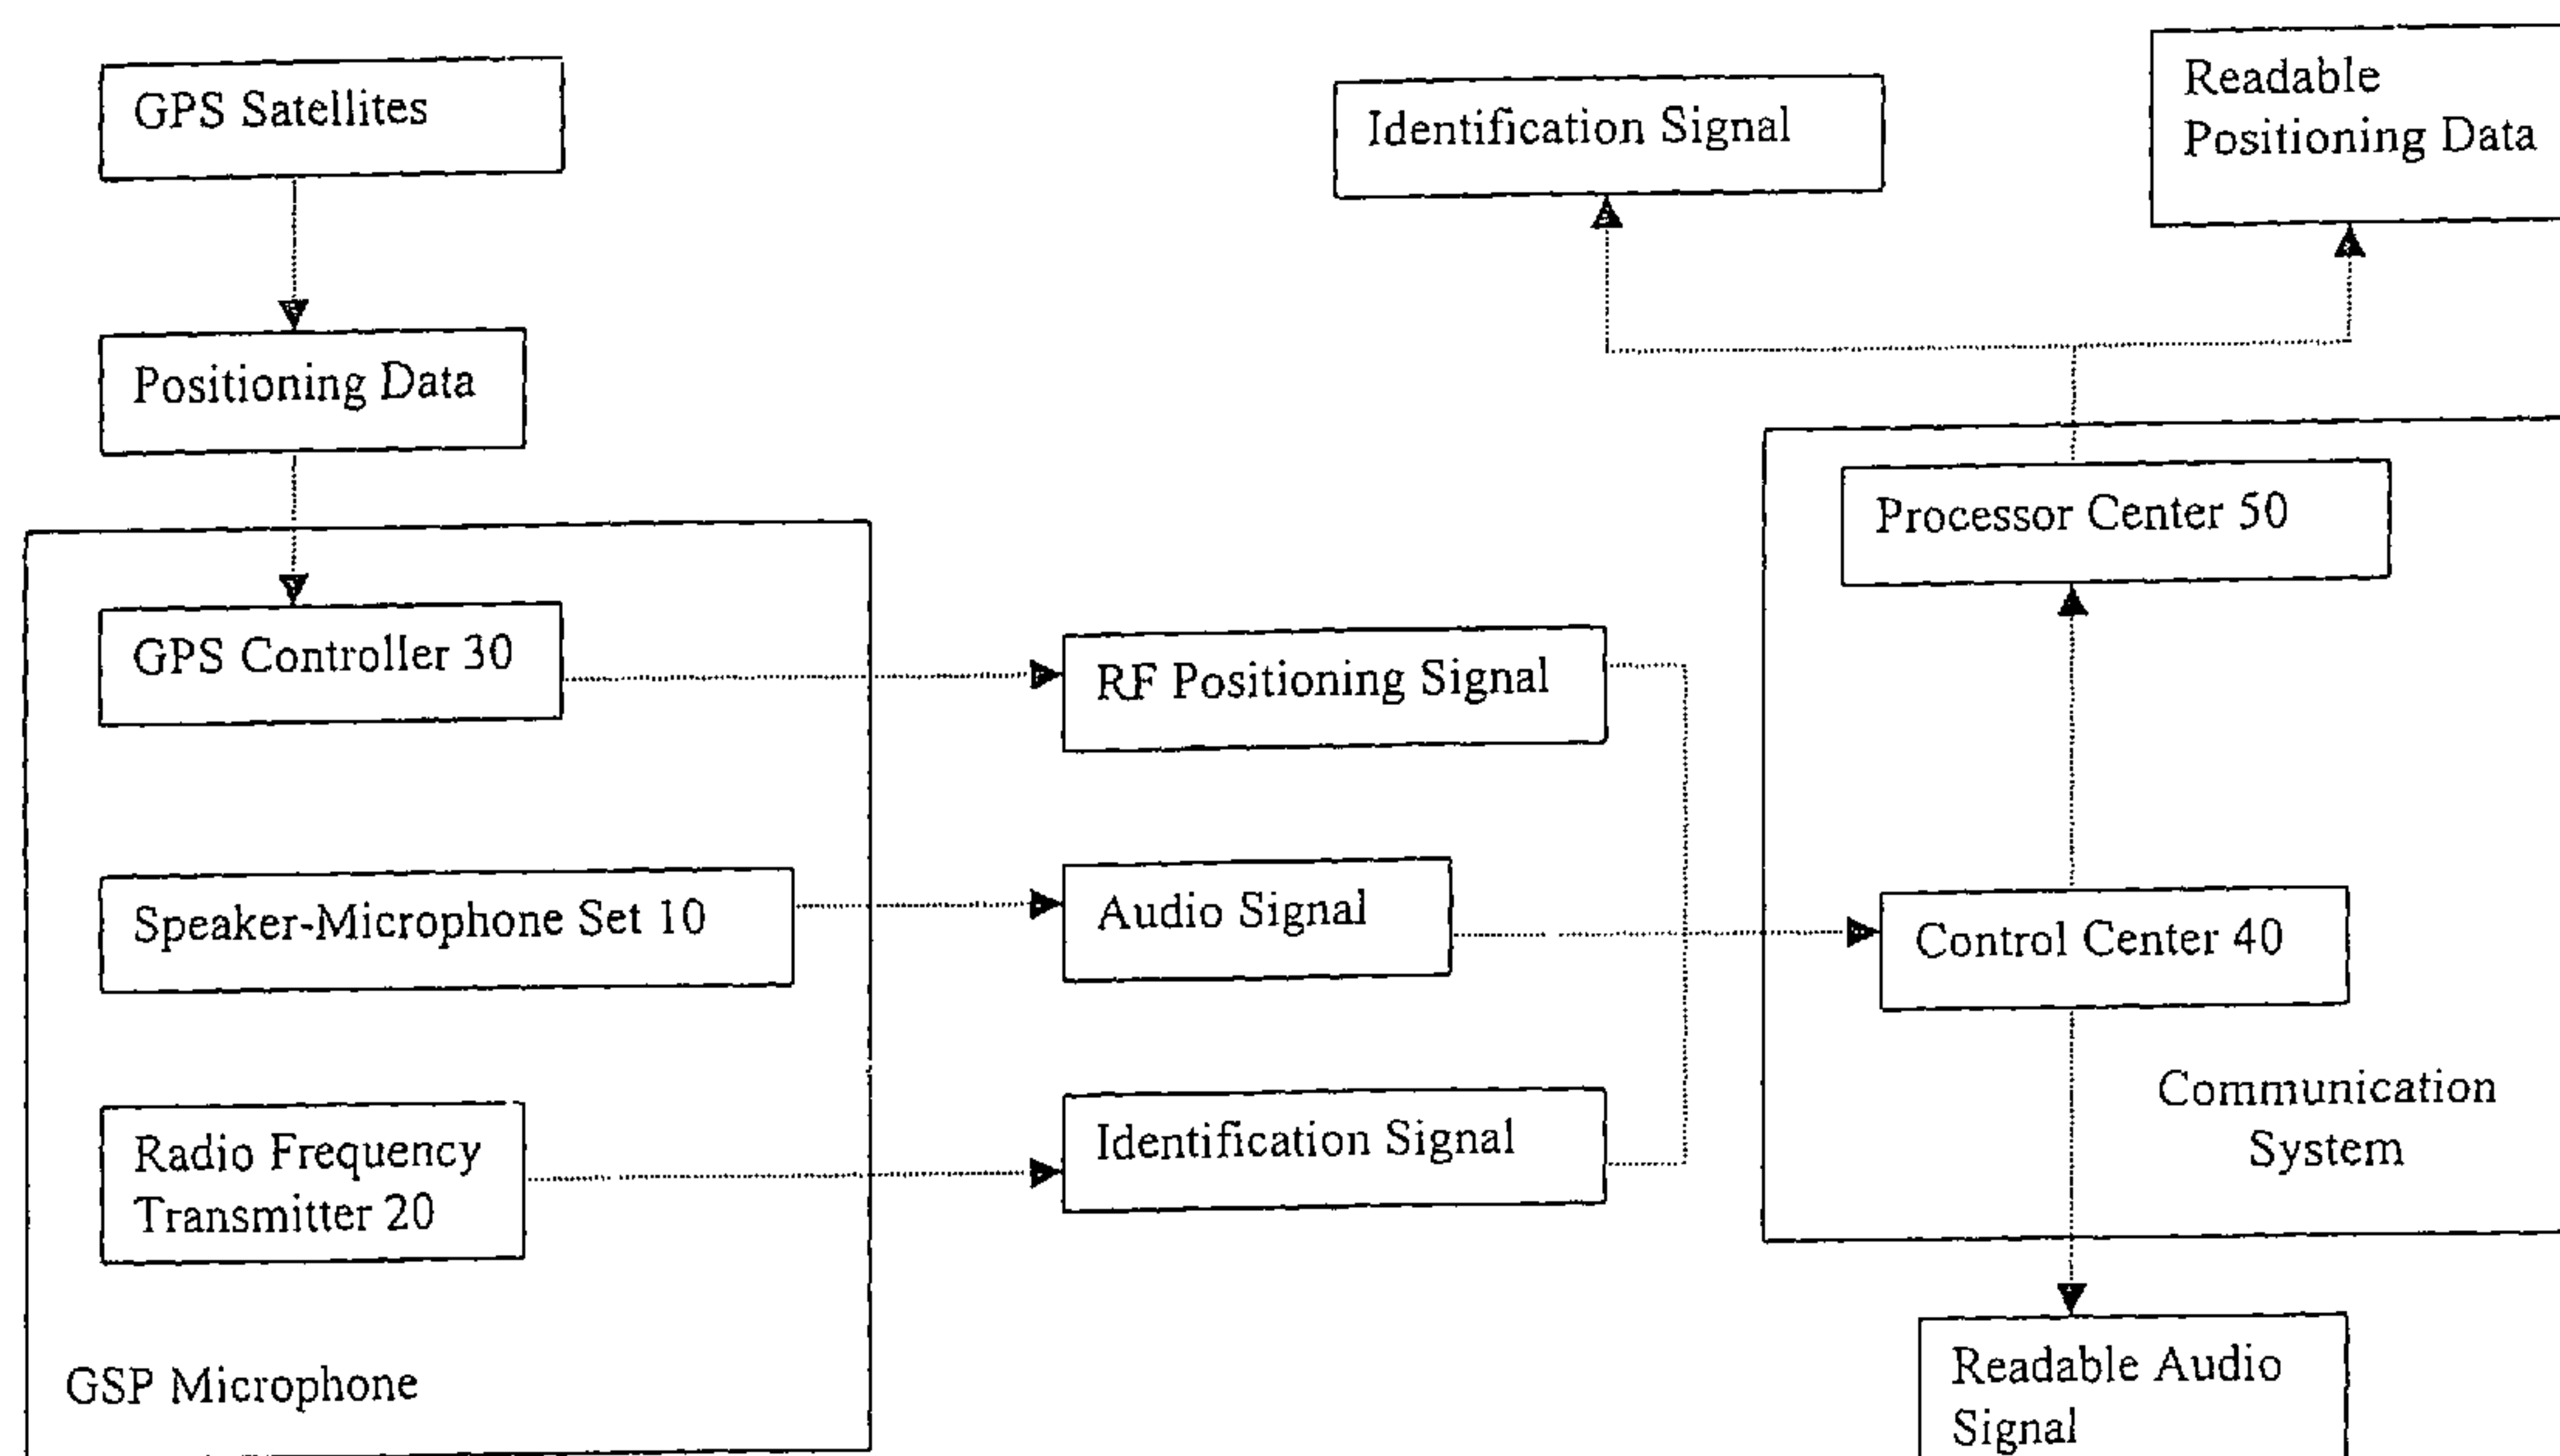 GPS Satellites
Identification Signal
Readable
Positioning Data
Positioning Data
Processor Center 50
GPS Controller 30
RF Positioning Signal
Speaker-Microphone Set 10
Audio Signal
Control Center 40
Communication
System
Radio Frequency
Transmitter 20
Identification Signal
GSP Microphone
Readable Audio
Signal